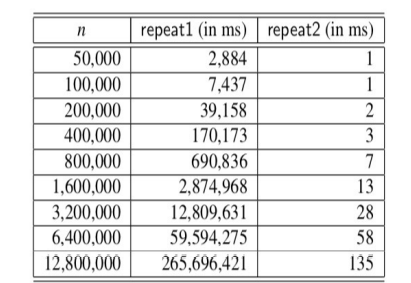 n repeat1 (in ms) repeat2 (in ms)
50,000 2,884 1
100,000 7,437 1
200,000 39,158 2
400,000 170,173 3
800,000 690,836 7
1,600,000 2,874,968 13
3,200,000 12,809,631 28
6,400,000 59,594,275 58
12,800,000 265,696,421 135